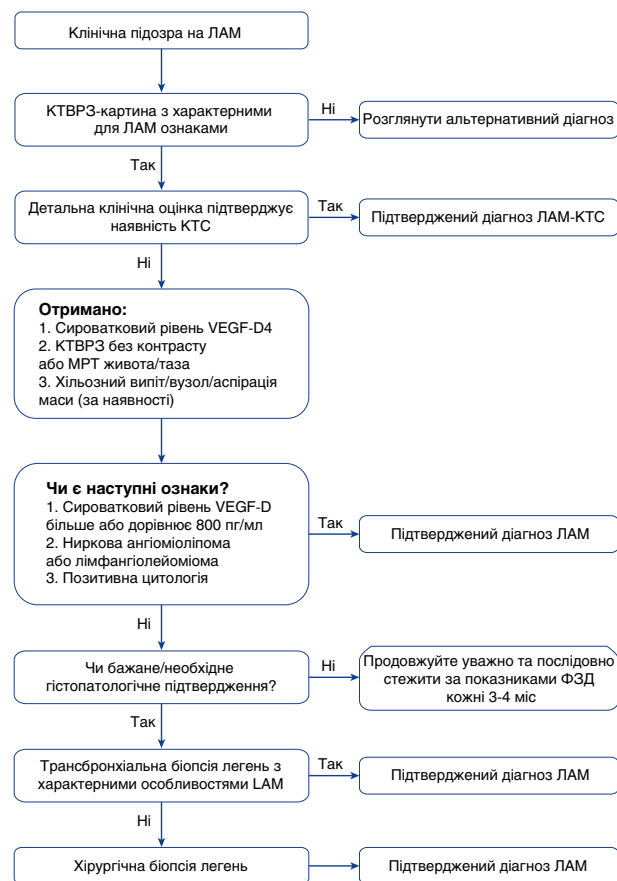 Клінічна підозра на ЛАМ
КТВРЗ-картина з характерними
для ЛАМ ознаками
Ні
Розглянути альтернативний діагноз
Так
Детальна клінічна оцінка підтверджує
наявність КТС
Так
Підтверджений діагноз ЛАМ-КТС
Ні
Отримано:
1. Сироватковий рівень VEGF-D4
2. КТВРЗ без контрасту
або МРТ живота/таза
3. Хільозний випіт/вузол/аспірація
маси (за наявності)
Чи є наступні ознаки?
1. Сироватковий рівень VEGF-D
більше або дорівнює 800 пг/мл
2. Ниркова ангіоміоліпома
або лімфангіолейоміома
3. Позитивна цитологія
Так
Підтверджений діагноз ЛАМ
Ні
Чи бажане/необхідне
гістопатологічне підтвердження?
Ні
Продовжуйте уважно та послідовно
стежити за показниками ФЗД
кожні 3-4 міс
Так
Трансбронхіальна біопсія легень з
характерними особливостями LAM
Так
Підтверджений діагноз ЛАМ
Ні
Хірургічна біопсія легень
Підтверджений діагноз ЛАМ